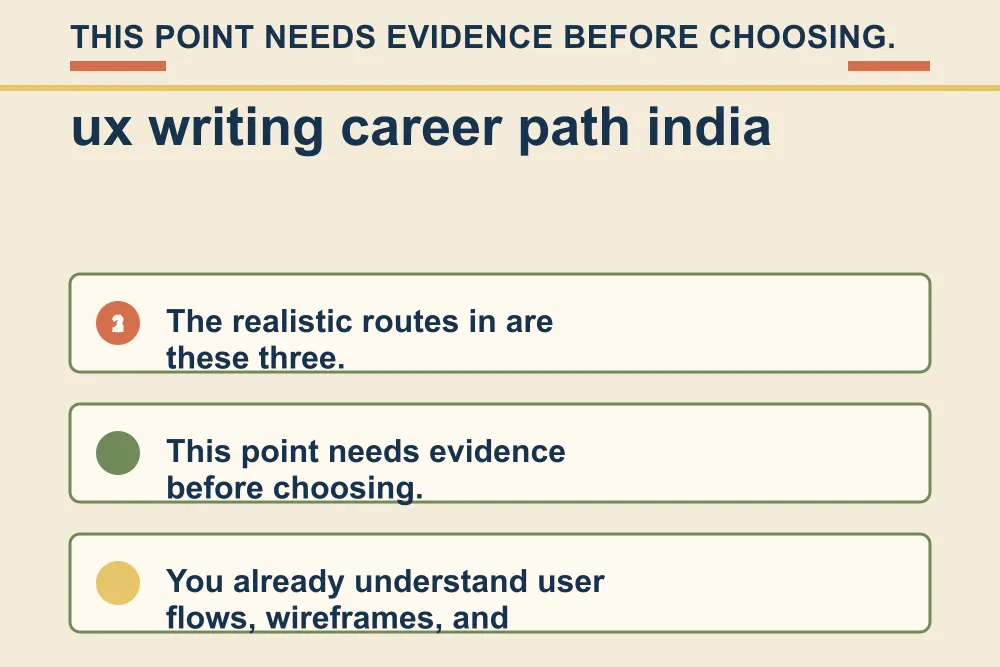 THIS POINT NEEDS EVIDENCE BEFORE CHOOSING.
ux writing career path india
The realistic routes in are
these three.
This point needs evidence
before choosing.
You already understand user
flows, wireframes, and